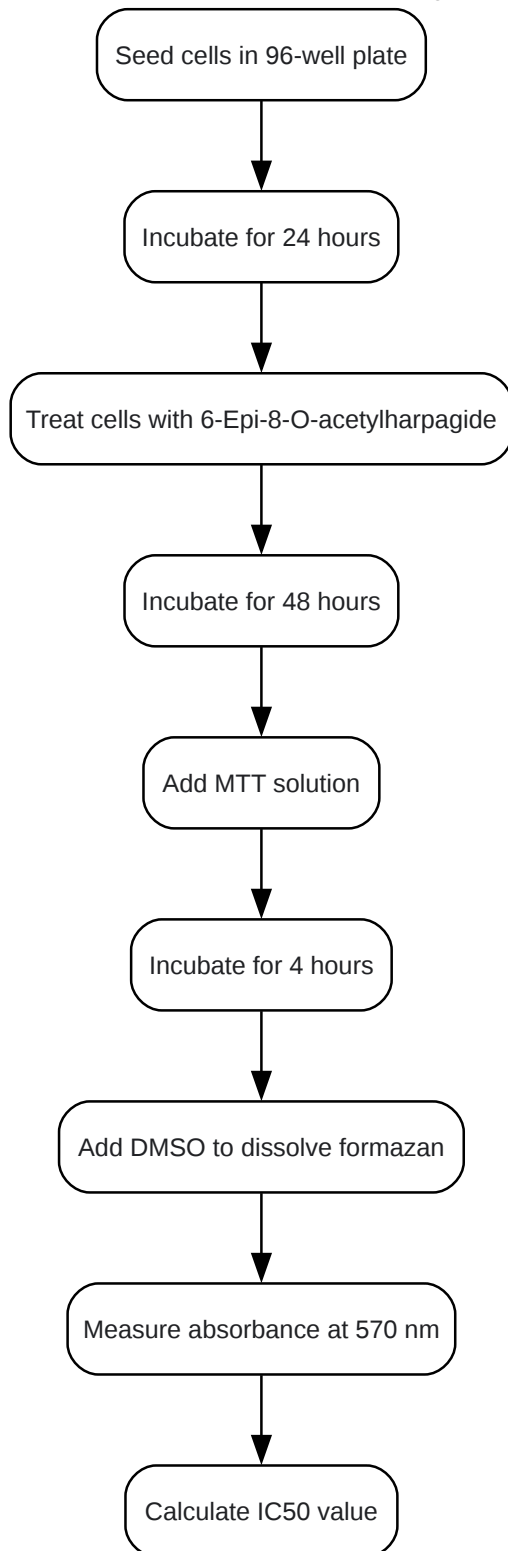 Seed cells in 96-well plate
Incubate for 24 hours
Treat cells with 6-Epi-8-O-acetylharpagide
Incubate for 48 hours
Add MTT solution
Incubate for 4 hours
Add DMSO to dissolve formazan
Measure absorbance at 570 nm
Calculate IC50 value